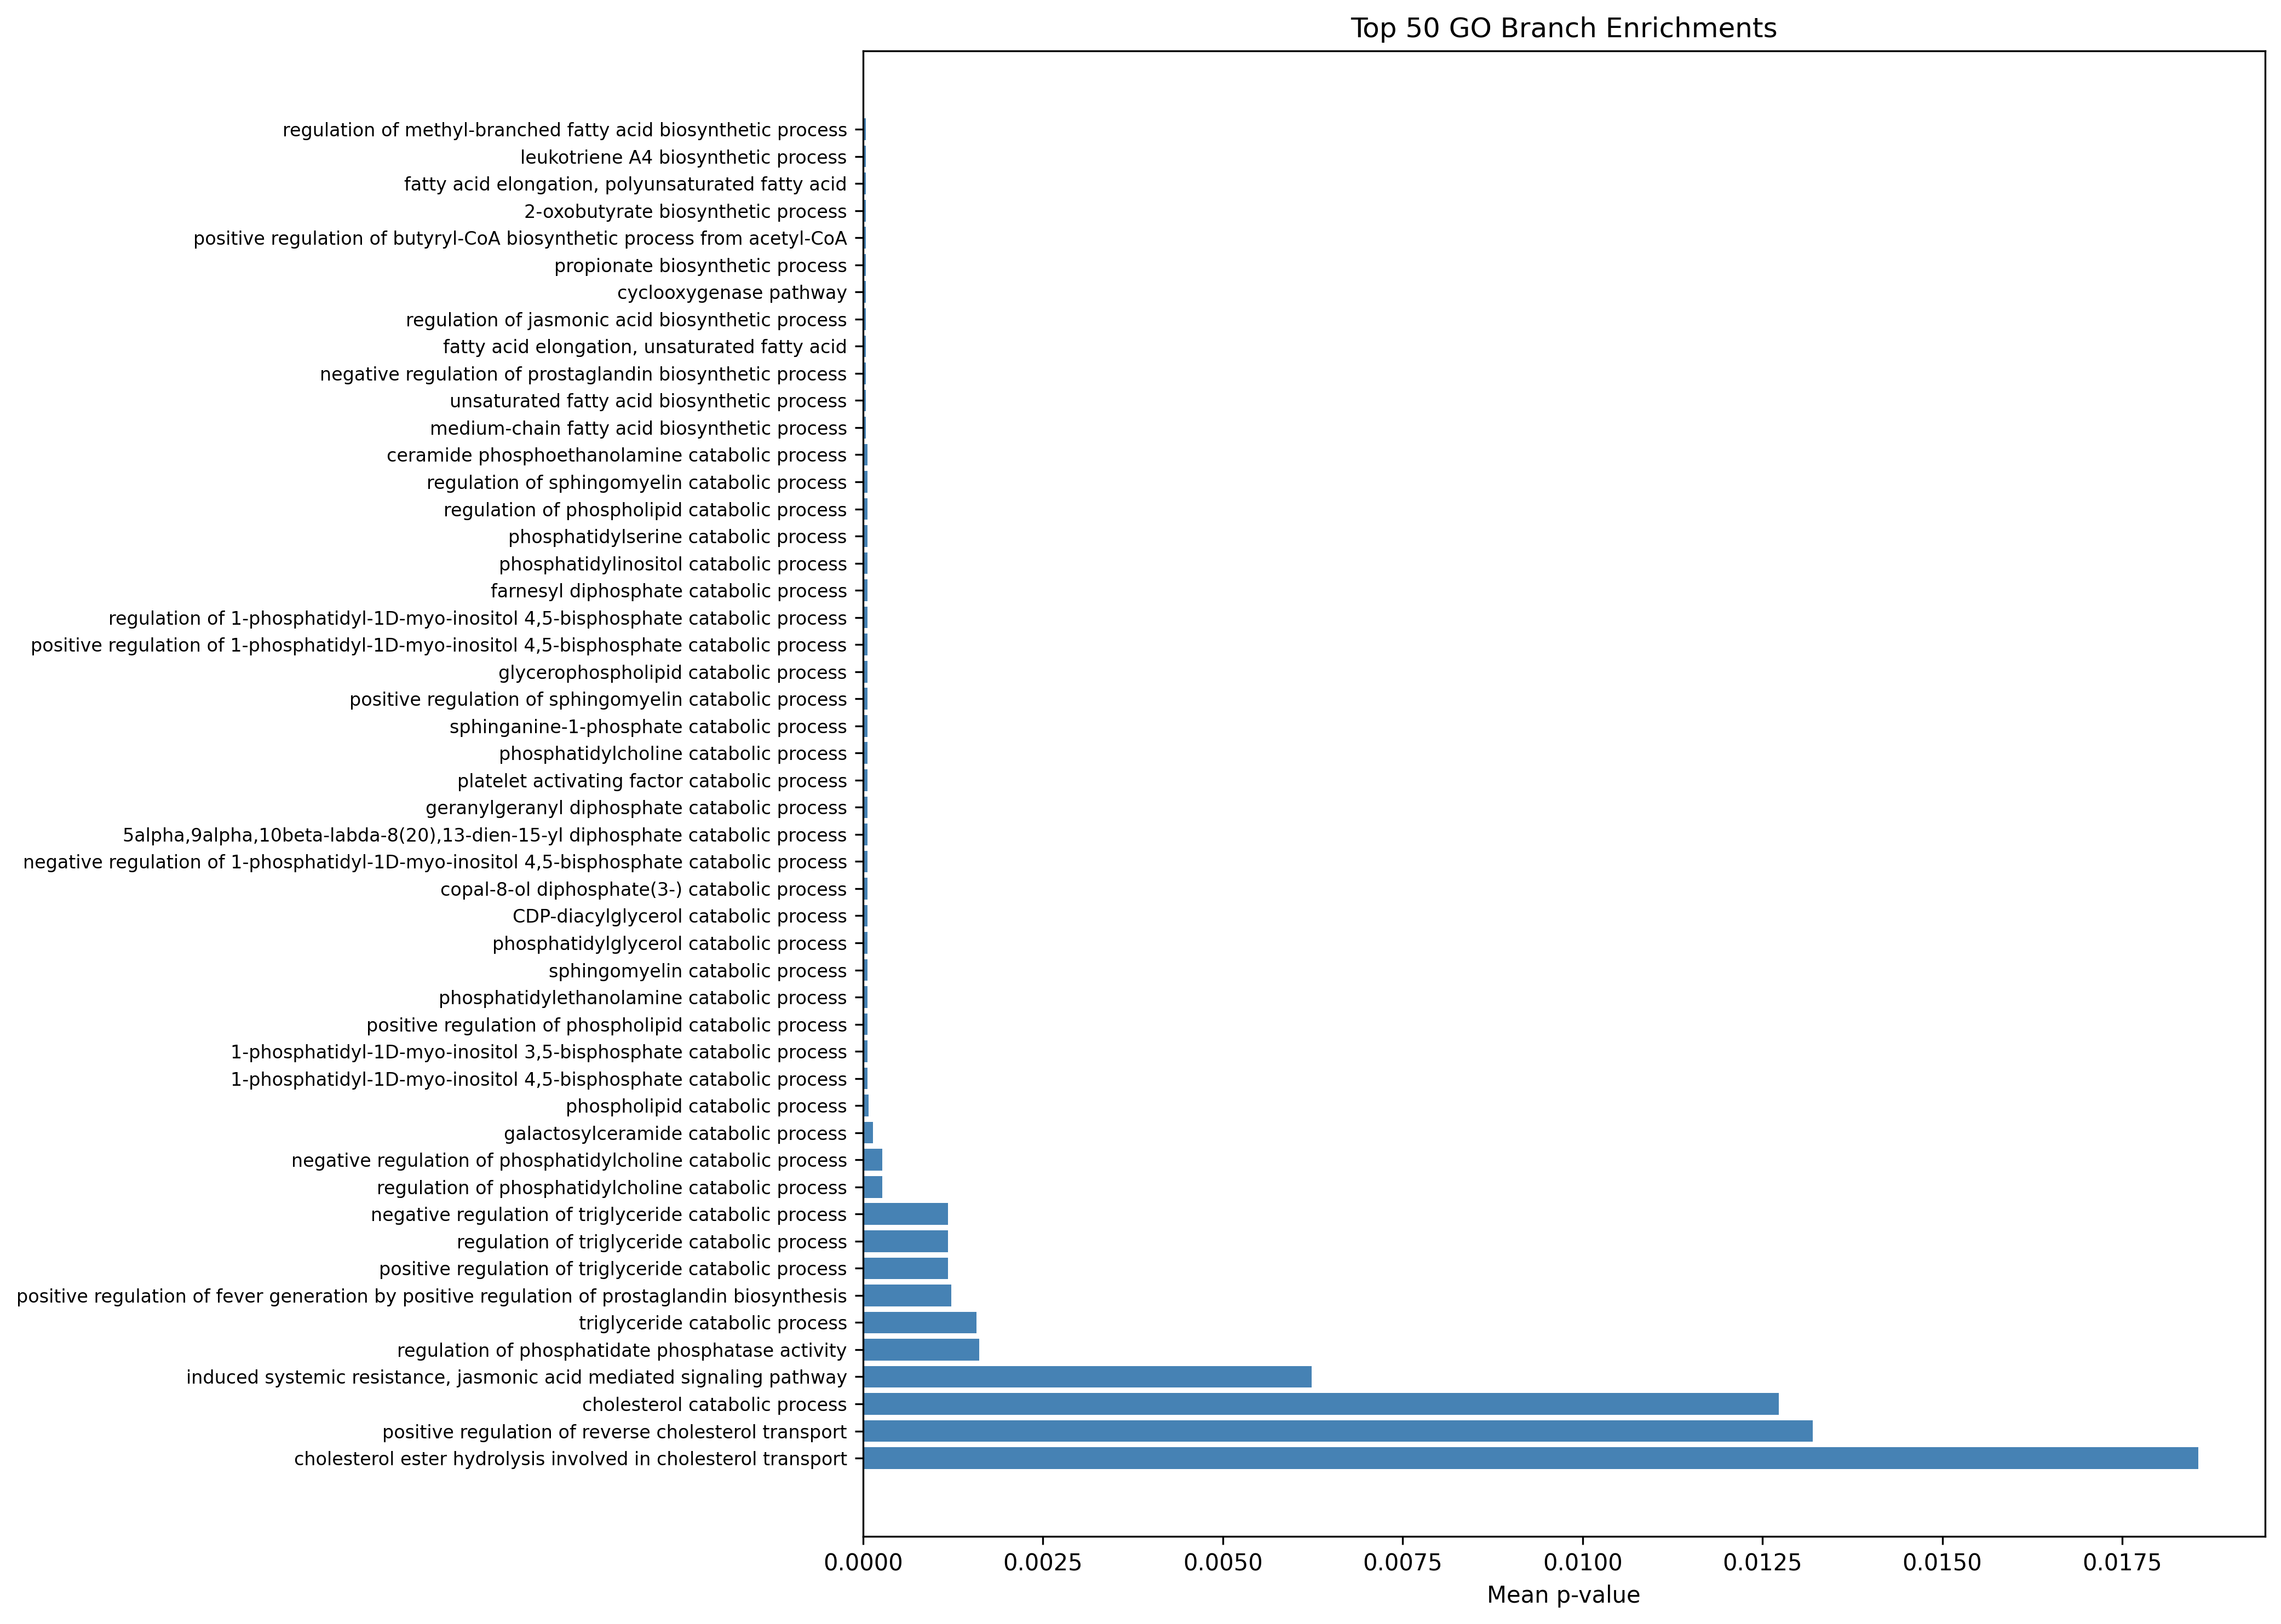 Top 50 GO Branch Enrichments
regulation of methyl-branched fatty acid biosynthetic process
leukotriene A4 biosynthetic process
fatty acid elongation, polyunsaturated fatty acid
2-oxobutyrate biosynthetic process
positive regulation of butyryl-CoA biosynthetic process from acetyl-CoA
propionate biosynthetic process
cyclooxygenase pathway
regulation of jasmonic acid biosynthetic process
fatty acid elongation, unsaturated fatty acid
negative regulation of prostaglandin biosynthetic process
unsaturated fatty acid biosynthetic process
medium-chain fatty acid biosynthetic process
ceramide phosphoethanolamine catabolic process
regulation of sphingomyelin catabolic process
regulation of phospholipid catabolic process
phosphatidylserine catabolic process
phosphatidylinositol catabolic process
farnesyl diphosphate catabolic process
regulation of 1-phosphatidyl-1D-myo-inositol 4,5-bisphosphate catabolic process
positive regulation of 1-phosphatidyl-1D-myo-inositol 4,5-bisphosphate catabolic process
glycerophospholipid catabolic process
positive regulation of sphingomyelin catabolic process
sphinganine-1-phosphate catabolic process
phosphatidylcholine catabolic process
platelet activating factor catabolic process
geranylgeranyl diphosphate catabolic process
5alpha,9alpha,10beta-labda-8(20),13-dien-15-yl diphosphate catabolic process
negative regulation of 1-phosphatidyl-1D-myo-inositol 4,5-bisphosphate catabolic process
copal-8-ol diphosphate(3-) catabolic process
CDP-diacylglycerol catabolic process
phosphatidylglycerol catabolic process
sphingomyelin catabolic process
phosphatidylethanolamine catabolic process
positive regulation of phospholipid catabolic process
1-phosphatidyl-1D-myo-inositol 3,5-bisphosphate catabolic process
1-phosphatidyl-1D-myo-inositol 4,5-bisphosphate catabolic process
phospholipid catabolic process
galactosylceramide catabolic process
negative regulation of phosphatidylcholine catabolic process
regulation of phosphatidylcholine catabolic process
negative regulation of triglyceride catabolic process
regulation of triglyceride catabolic process
positive regulation of triglyceride catabolic process
positive regulation of fever generation by positive regulation of prostaglandin biosynthesis
triglyceride catabolic process
regulation of phosphatidate phosphatase activity
induced systemic resistance, jasmonic acid mediated signaling pathway
cholesterol catabolic process
positive regulation of reverse cholesterol transport
cholesterol ester hydrolysis involved in cholesterol transport
0.0000 0.0025 0.0050 0.0075 0.0100 0.0125 0.0150 0.0175
Mean p-value